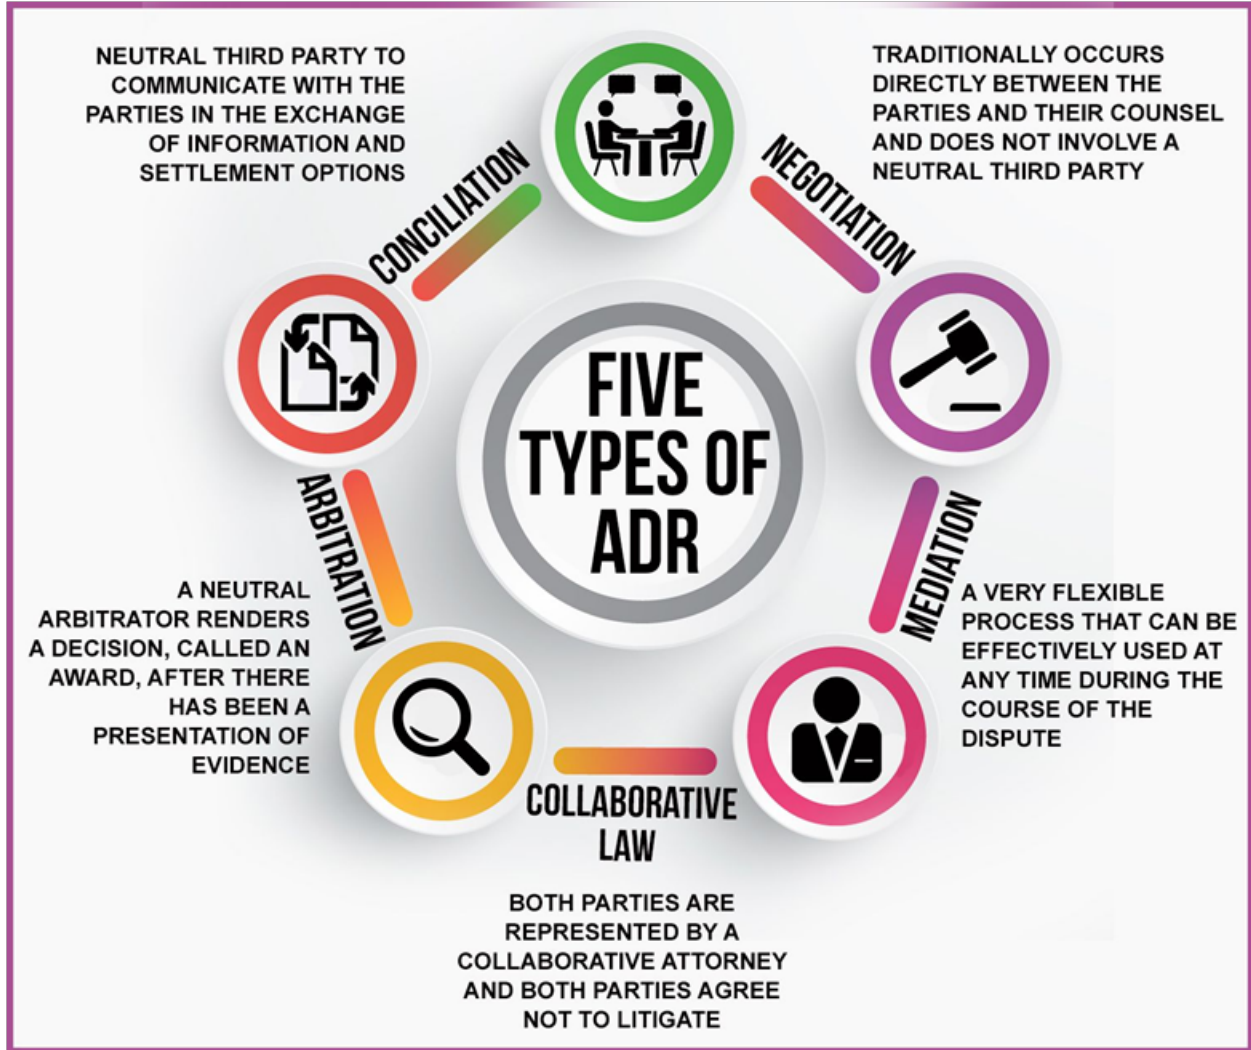 FIVE
TYPES OF
ADR
CONCILIATION
NEUTRAL THIRD PARTY TO
COMMUNICATE WITH THE
PARTIES IN THE EXCHANGE
OF INFORMATION AND
SETTLEMENT OPTIONS
NEGOTIATION
TRADITIONALLY OCCURS
DIRECTLY BETWEEN THE
PARTIES AND THEIR COUNSEL
AND DOES NOT INVOLVE A
NEUTRAL THIRD PARTY
MEDIATION
A VERY FLEXIBLE
PROCESS THAT CAN BE
EFFECTIVELY USED AT
ANY TIME DURING THE
COURSE OF THE
DISPUTE
COLLABORATIVE
LAW
BOTH PARTIES ARE
REPRESENTED BY A
COLLABORATIVE ATTORNEY
AND BOTH PARTIES AGREE
NOT TO LITIGATE
ARBITRATION
A NEUTRAL
ARBITRATOR RENDERS
A DECISION, CALLED AN
AWARD, AFTER THERE
HAS BEEN A
PRESENTATION OF
EVIDENCE